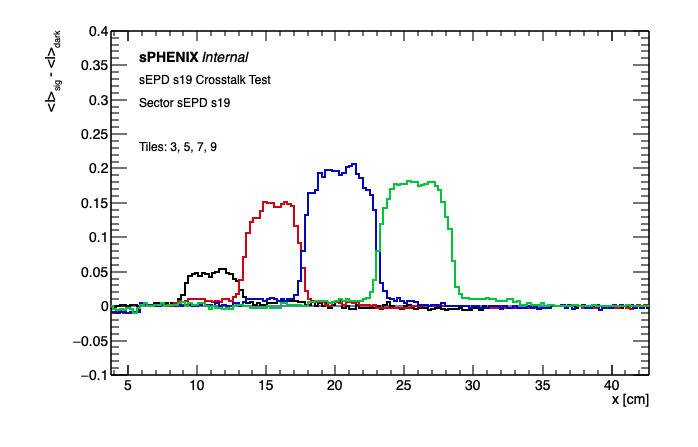 0.4
<I>sig - <I>dark
sPHENIX Internal
0.35
sEPD s19 Crosstalk Test
0.3
Sector sEPD s19
0.25
Tiles: 3, 5, 7, 9
0.2
0.15
0.1
0.05
0
−0.05
−0.1
5 10 15 20 25 30 35 40
x [cm]